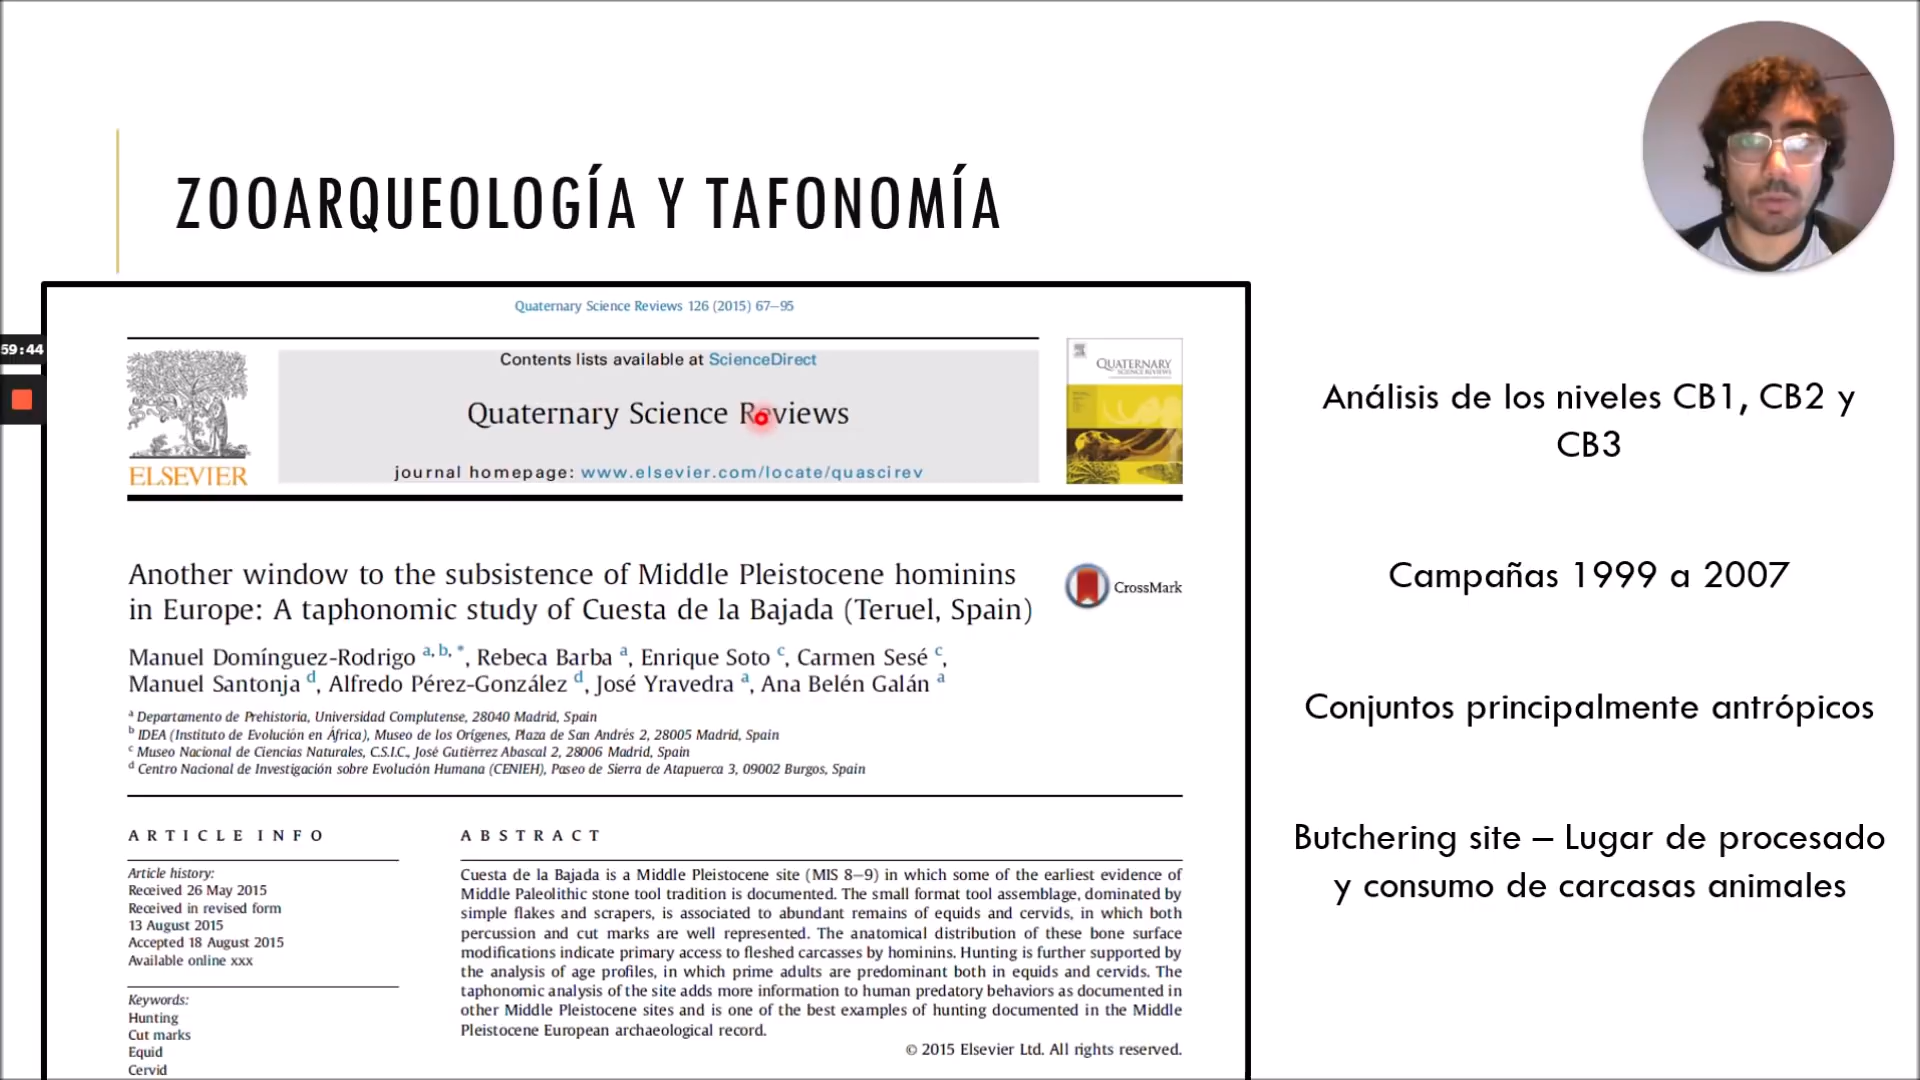 ZOOARQUEOLOGÍA Y TAFONOMÍA
Quaternary Science Reviews 126 (2015) 67–95
Contents lists available at ScienceDirect
Quaternary Science Reviews
journal homepage: www.elsevier.com/locate/quascirev
ELSEVIER
QUATERNARY
SCIENCE REVIEWS
59:44
Another window to the subsistence of Middle Pleistocene hominins
in Europe: A taphonomic study of Cuesta de la Bajada (Teruel, Spain)
CrossMark
Manuel Domínguez-Rodrigo a, b, *, Rebeca Barba a, Enrique Soto c, Carmen Sesé c,
Manuel Santonja d, Alfredo Pérez-González d, José Yravedra a, Ana Belén Galán a
a Departamento de Prehistoria, Universidad Complutense, 28040 Madrid, Spain
b IDEA (Instituto de Evolución en África), Museo de los Orígenes, Plaza de San Andrés 2, 28005 Madrid, Spain
c Museo Nacional de Ciencias Naturales, C.S.I.C., José Gutiérrez Abascal 2, 28006 Madrid, Spain
d Centro Nacional de Investigación sobre Evolución Humana (CENIEH), Paseo de Sierra de Atapuerca 3, 09002 Burgos, Spain
ARTICLE INFO
Article history:
Received 26 May 2015
Received in revised form
13 August 2015
Accepted 18 August 2015
Available online xxx
Keywords:
Hunting
Cut marks
Equid
Cervid
ABSTRACT
Cuesta de la Bajada is a Middle Pleistocene site (MIS 8–9) in which some of the earliest evidence of
Middle Paleolithic stone tool tradition is documented. The small format tool assemblage, dominated by
simple flakes and scrapers, is associated to abundant remains of equids and cervids, in which both
percussion and cut marks are well represented. The anatomical distribution of these bone surface
modifications indicate primary access to fleshed carcasses by hominins. Hunting is further supported by
the analysis of age profiles, in which prime adults are predominant both in equids and cervids. The
taphonomic analysis of the site adds more information to human predatory behaviors as documented in
other Middle Pleistocene sites and is one of the best examples of hunting documented in the Middle
Pleistocene European archaeological record.
© 2015 Elsevier Ltd. All rights reserved.
Análisis de los niveles CB1, CB2 y
CB3
Campañas 1999 a 2007
Conjuntos principalmente antrópicos
Butchering site – Lugar de procesado
y consumo de carcasas animales